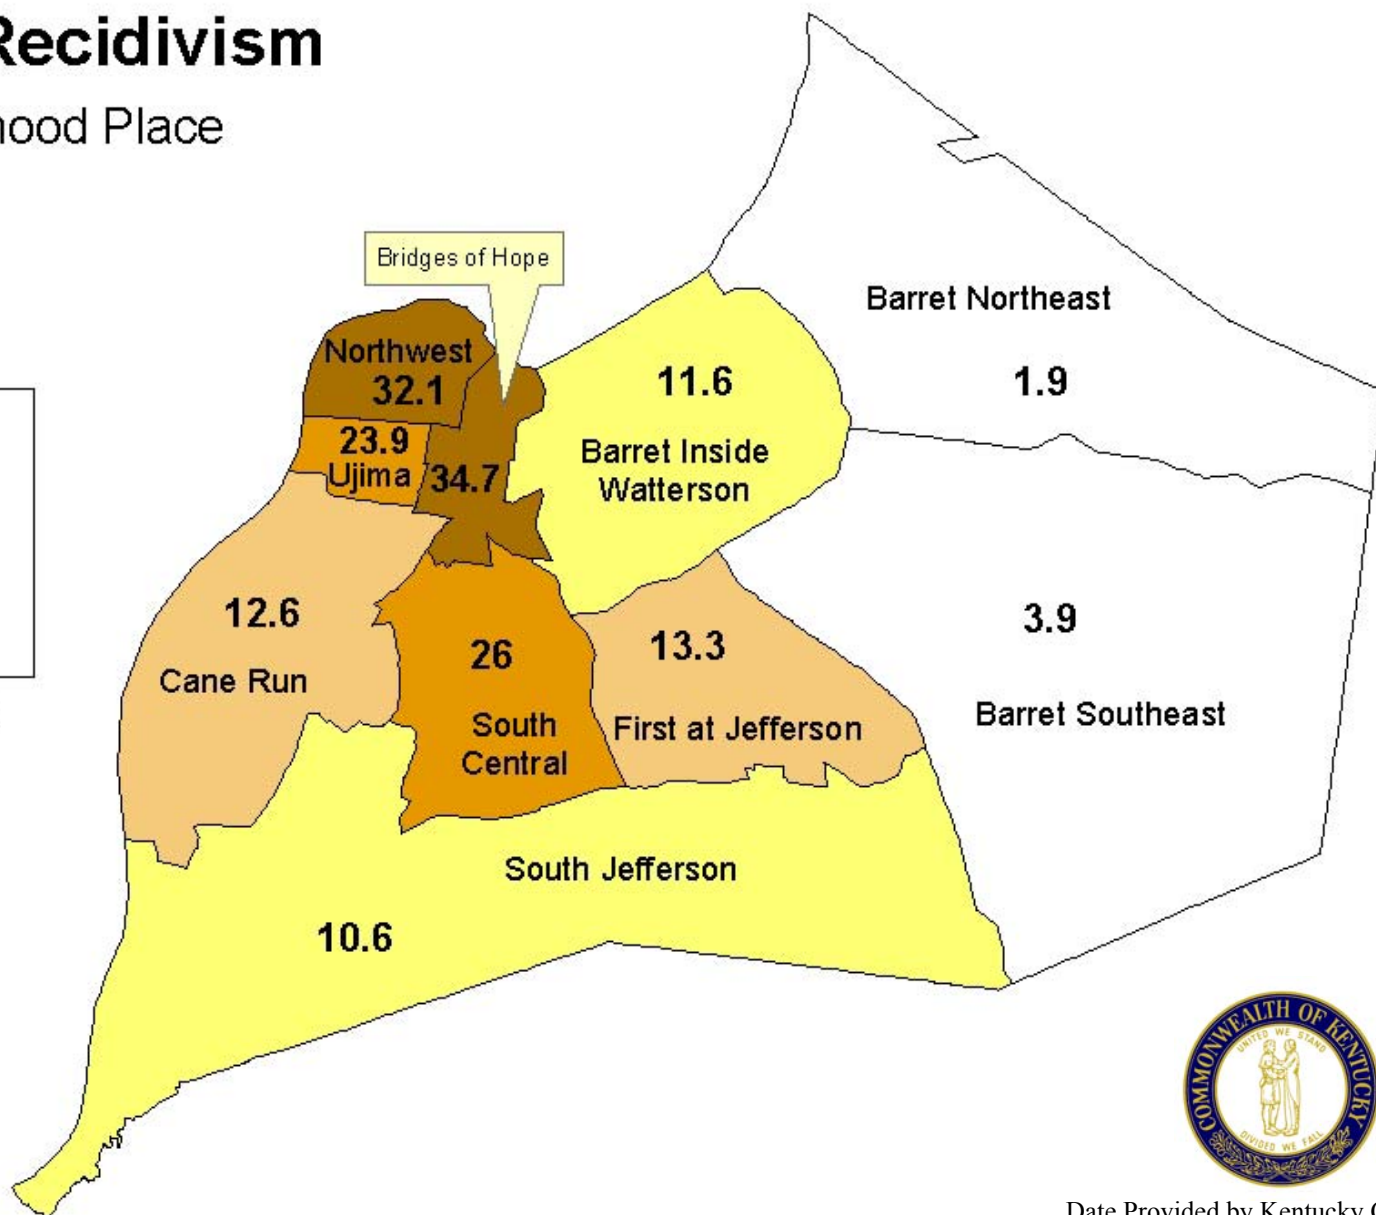 Recidivism
hood Place
Bridges of Hope
Barret Northeast
1.9
Northwest
32.1
11.6
Barret Inside
Watterson
23.9
Ujima
34.7
12.6
Cane Run
26
South
Central
13.3
First at Jefferson
3.9
Barret Southeast
South Jefferson
10.6
COMMONWEALTH OF KENTUCKY
UNITED WE STAND
DIVIDED WE FALL
Date Provided by Kentucky C